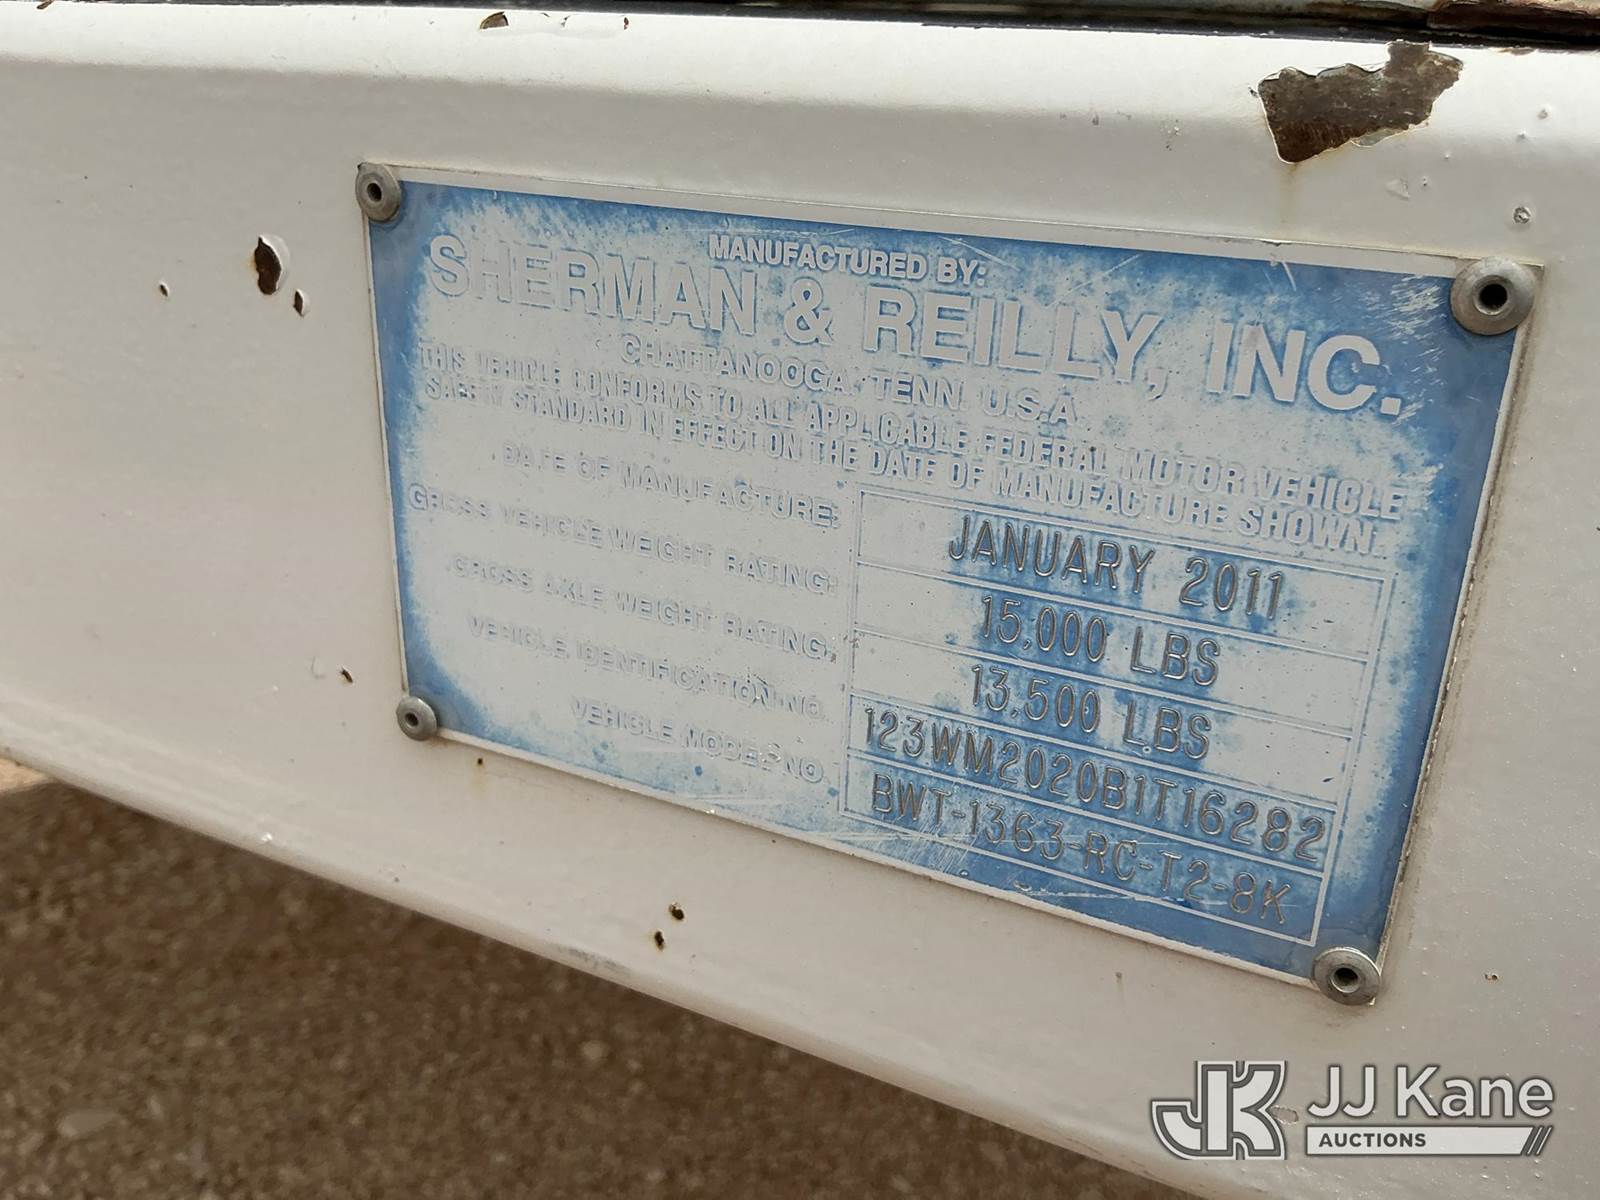 MANUFACTURED BY:
SHERMAN & REILLY, INC.
CHATTANOOGA, TENN. U.S.A
THIS VEHICLE CONFORMS TO ALL APPLICABLE FEDERAL MOTOR VEHICLE
SAFETY STANDARD IN EFFECT ON THE DATE OF MANUFACTURE SHOWN.
DATE OF MANUFACTURE: JANUARY 2011
GROSS VEHICLE WEIGHT RATING: 15,000 LBS
GROSS AXLE WEIGHT RATING: 13,500 LBS
VEHICLE IDENTIFICATION NO. 123WM2020B1T16282
VEHICLE MODEL NO. BWT-1363-RC-T2-8K
JK JJ Kane
AUCTIONS